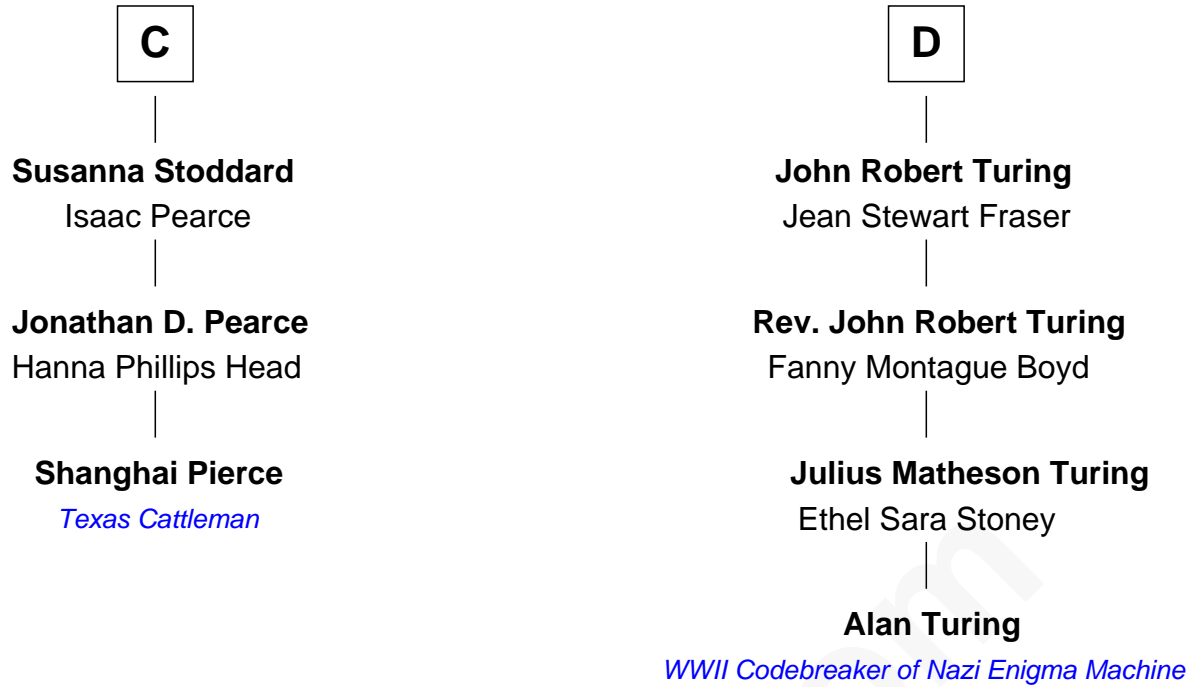 C
Susanna Stoddard
Isaac Pearce
Jonathan D. Pearce
Hanna Phillips Head
Shanghai Pierce
Texas Cattleman
D
John Robert Turing
Jean Stewart Fraser
Rev. John Robert Turing
Fanny Montague Boyd
Julius Matheson Turing
Ethel Sara Stoney
Alan Turing
WWII Codebreaker of Nazi Enigma Machine